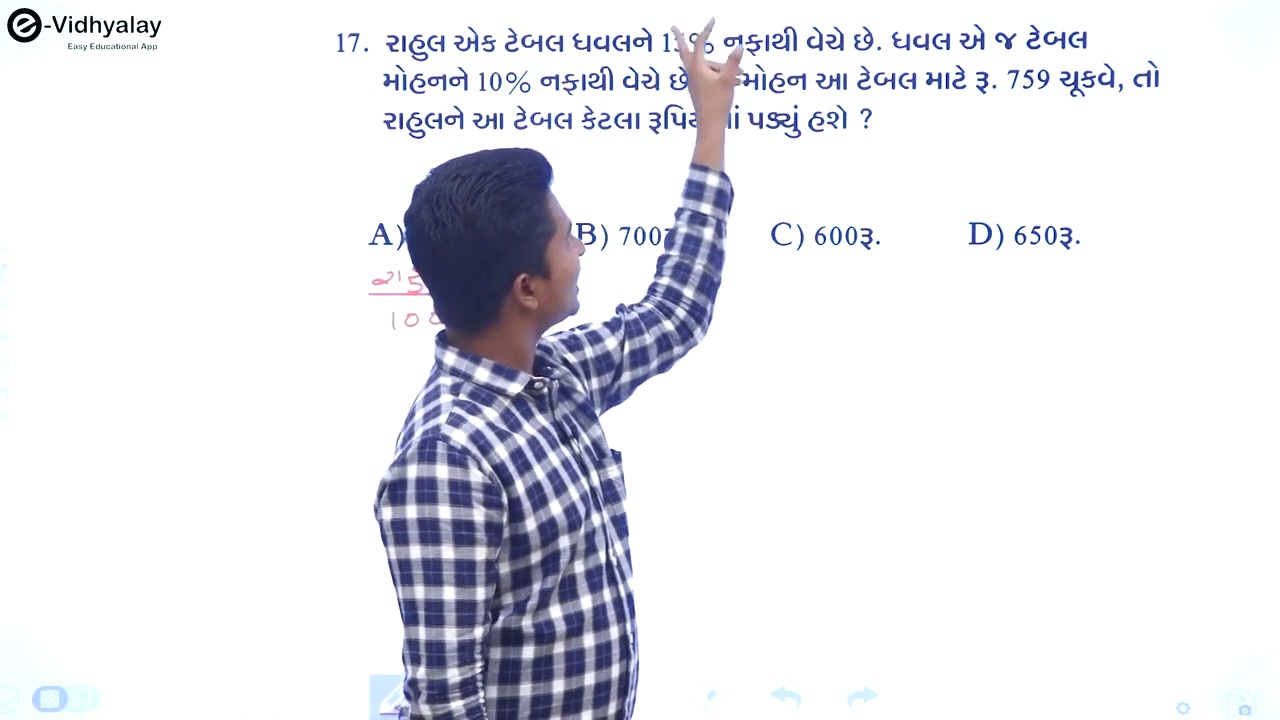 e-Vidhyalay
Easy Educational App
17. રાહુલ એક ટેબલ ધવલને નફાથી વેચે છે. ધવલ એ જ ટેબલ
મોહનને 10% નફાથી વેચે છે મોહન આ ટેબલ માટે રૂ. 759 ચૂકવે, તો
રાહુલને આ ટેબલ કેટલા પડ્યું હશે ?
A) B) 700 C) 600રૂ. D) 650રૂ.
100